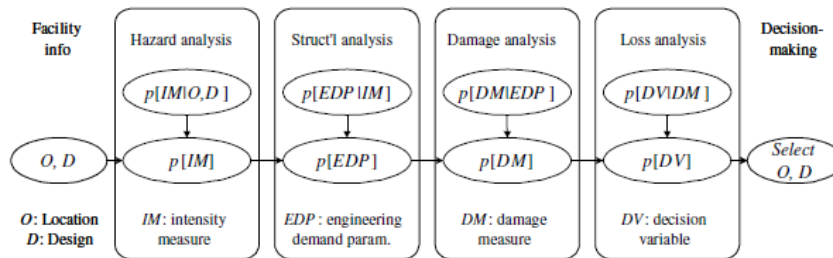 Facility
info
Hazard analysis
Struct'l analysis
Damage analysis
Loss analysis
Decision-
making
p[IM|O,D ]
p[EDP |IM]
p[DM|EDP ]
p[DV|DM ]
O, D
p[IM]
p[EDP]
p[DM]
p[DV]
Select
O, D
O: Location
D: Design
IM: intensity
measure
EDP: engineering
demand param.
DM: damage
measure
DV: decision
variable